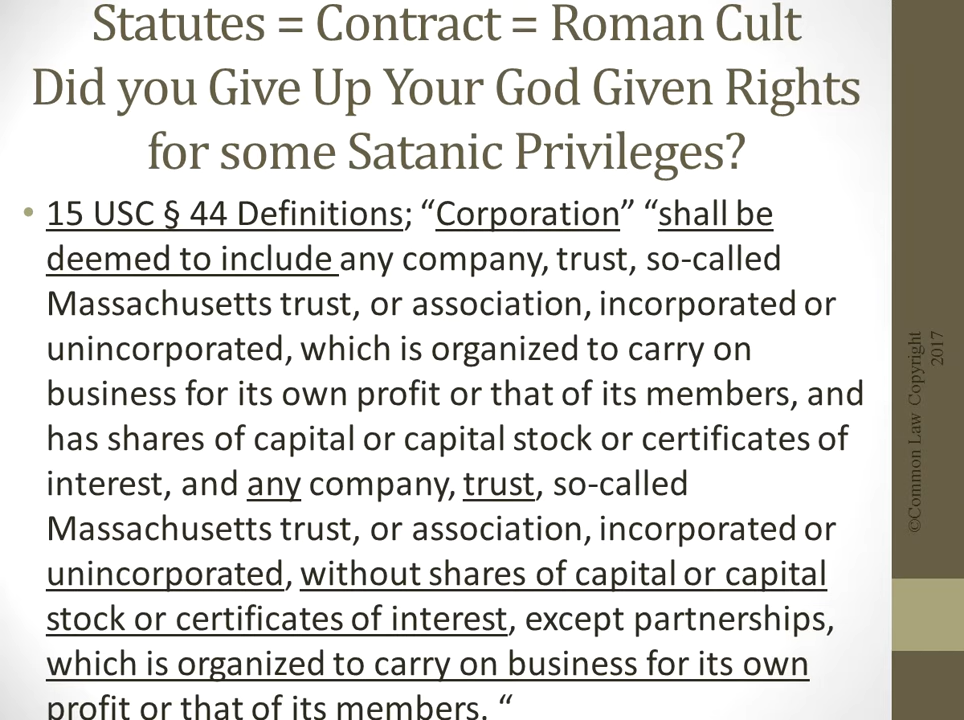 Statutes = Contract = Roman Cult
Did you Give Up Your God Given Rights
for some Satanic Privileges?
• 15 USC § 44 Definitions; “Corporation” “shall be
deemed to include any company, trust, so-called
Massachusetts trust, or association, incorporated or
unincorporated, which is organized to carry on
business for its own profit or that of its members, and
has shares of capital or capital stock or certificates of
interest, and any company, trust, so-called
Massachusetts trust, or association, incorporated or
unincorporated, without shares of capital or capital
stock or certificates of interest, except partnerships,
which is organized to carry on business for its own
profit or that of its members. “
©Common Law Copyright
2017